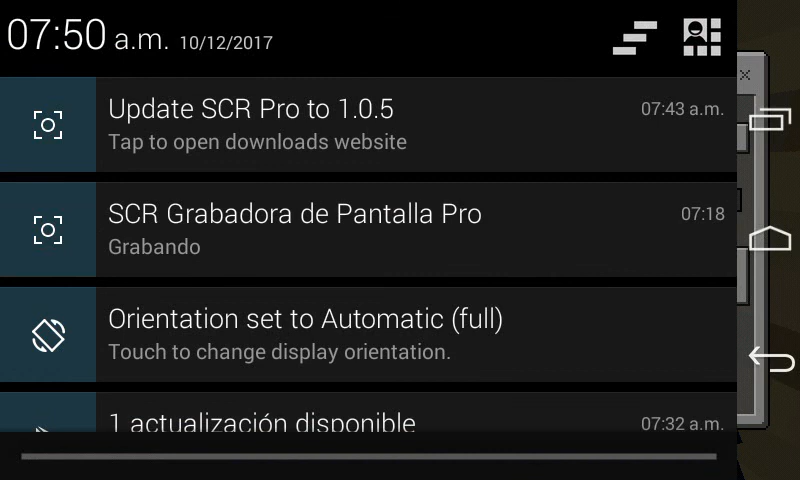 07:50 a.m. 10/12/2017
Update SCR Pro to 1.0.5 07:43 a.m.
Tap to open downloads website
SCR Grabadora de Pantalla Pro 07:18
Grabando
Orientation set to Automatic (full)
Touch to change display orientation.
1 actualización disponible 07:32 a.m.